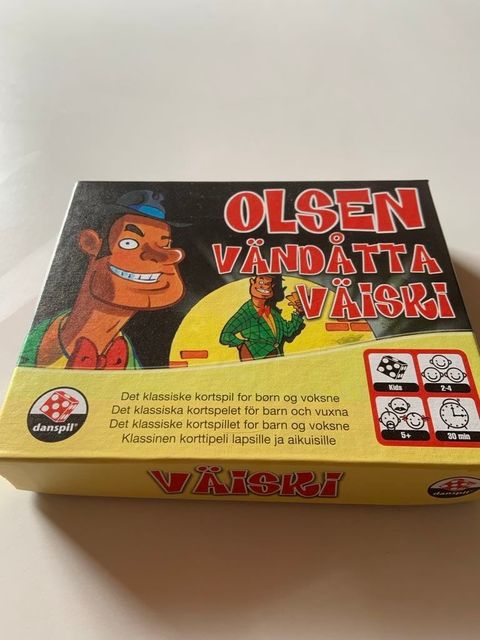 OLSEN
VÄNDÅTTA
VÄISKI
Kids
2-4
5+
30 min
Det klassiske kortspil for børn og voksne
Det klassiska kortspelet för barn och vuxna
Det klassiske kortspillet for barn og voksne
Klassinen korttipeli lapsille ja aikuisille
danspil®
VÄISKI
danspil